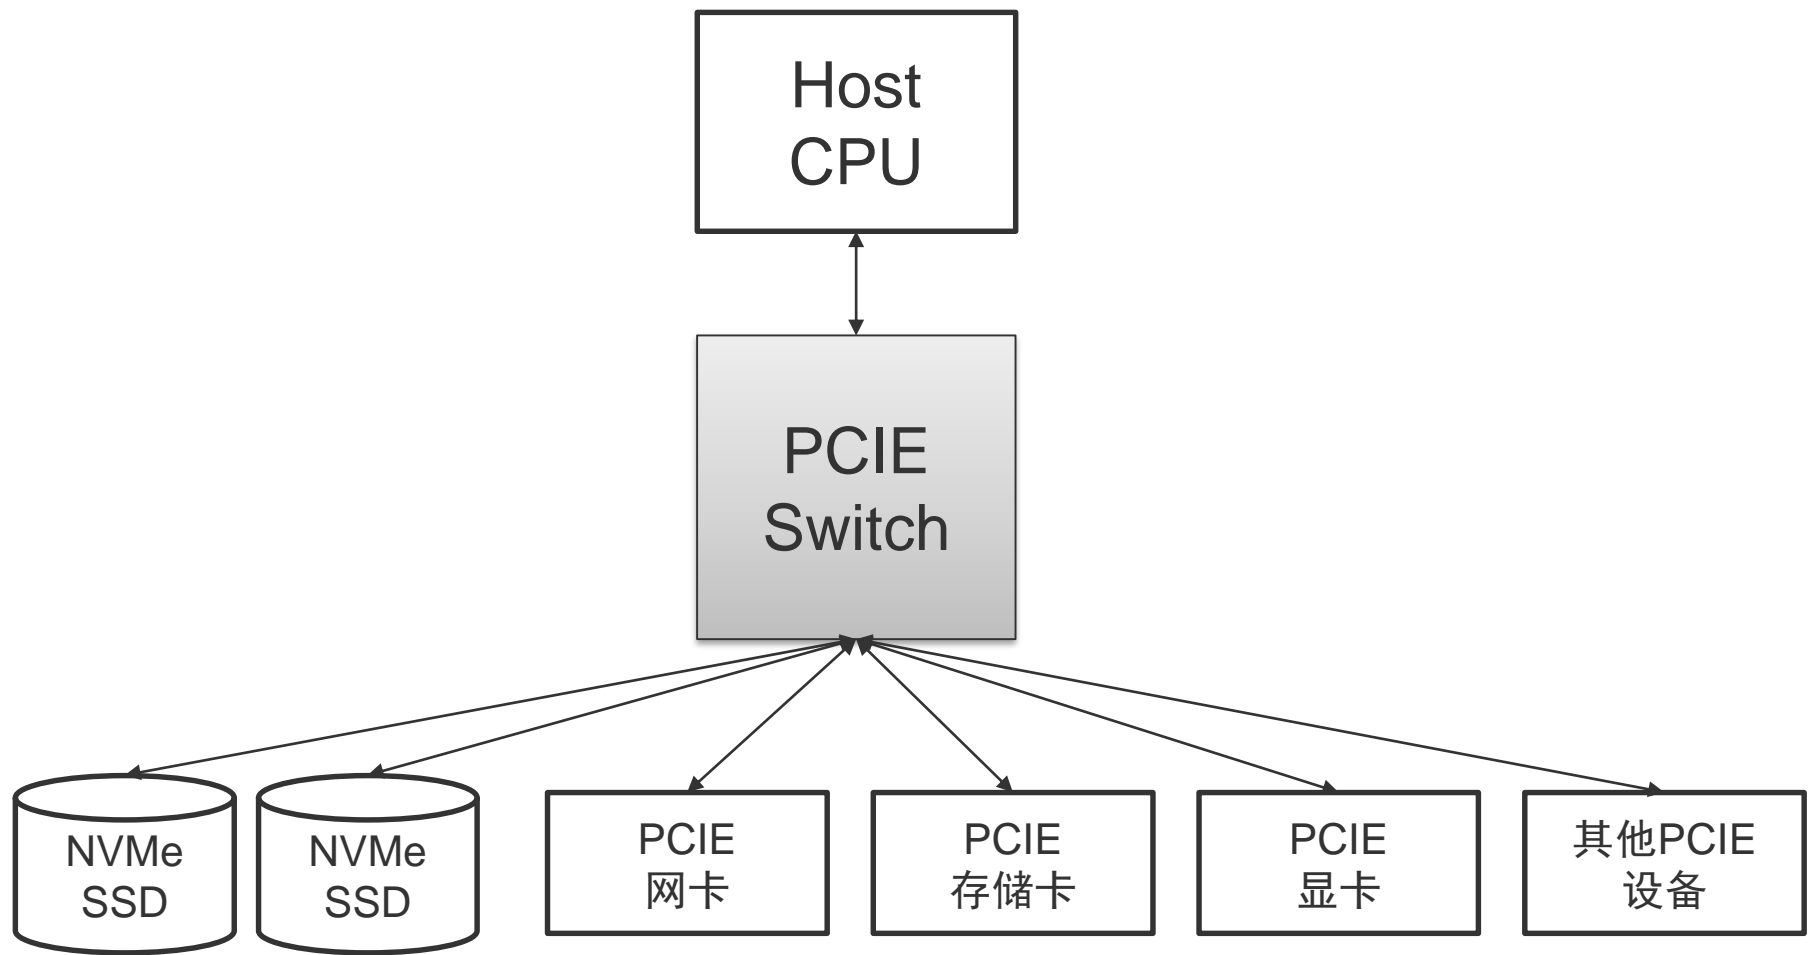 Host
CPU
PCIE
Switch
NVMe
SSD
NVMe
SSD
PCIE
网卡
PCIE
存储卡
PCIE
显卡
其他PCIE
设备